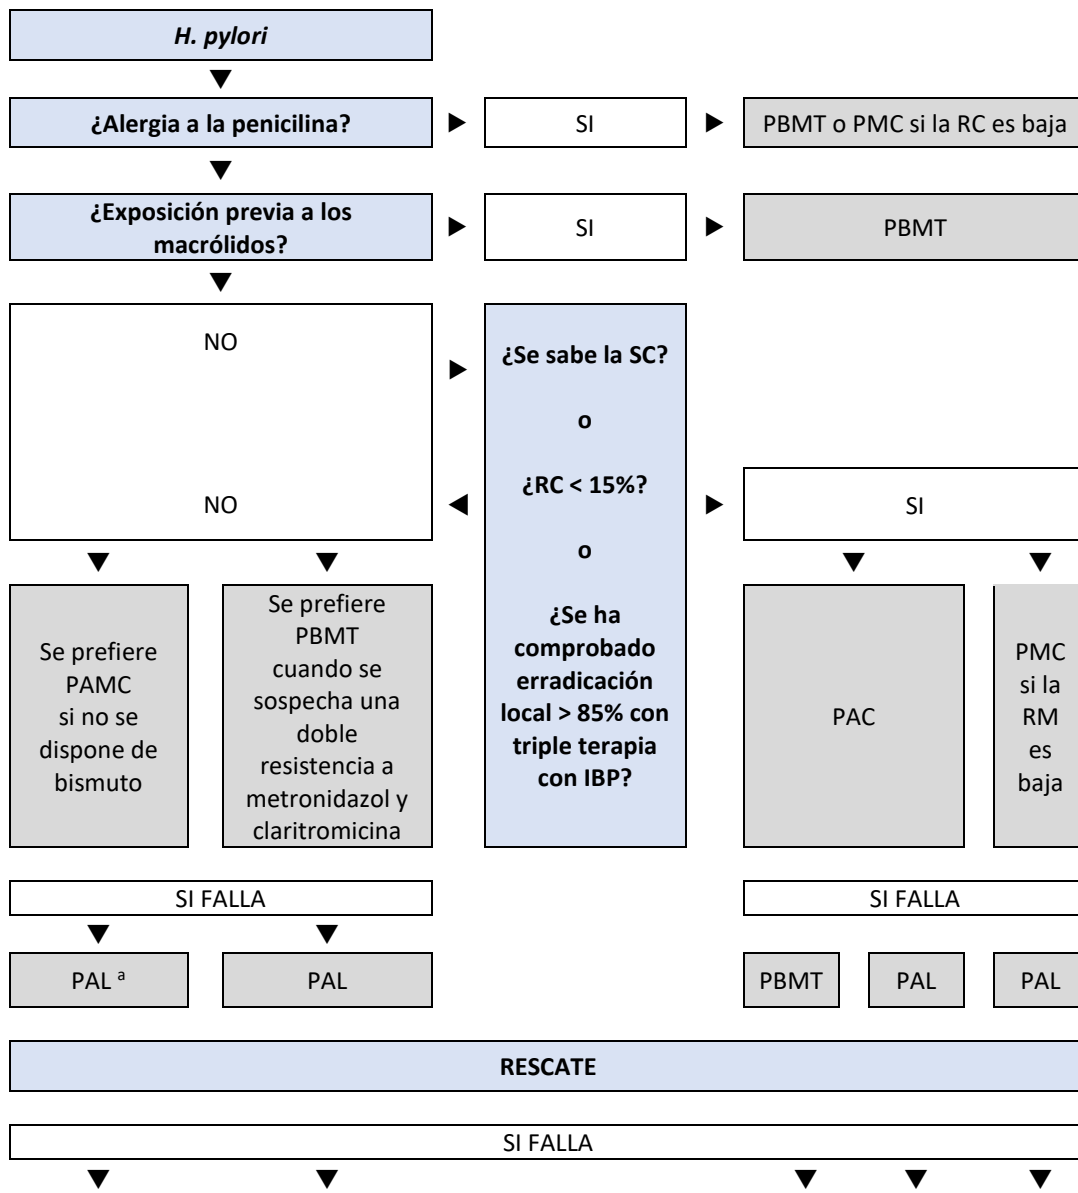 H. pylori
¿Alergia a la penicilina?
SI
PBMT o PMC si la RC es baja
¿Exposición previa a los
macrólidos?
SI
PBMT
NO
¿Se sabe la SC?
o
¿RC < 15%?
o
¿Se ha
comprobado
erradicación
local > 85% con
triple terapia
con IBP?
NO
SI
Se prefiere
PAMC
si no se
dispone de
bismuto
Se prefiere
PBMT
cuando se
sospecha una
doble
resistencia a
metronidazol y
claritromicina
PAC
PMC
si la
RM
es
baja
SI FALLA
SI FALLA
PAL a
PAL
PBMT
PAL
PAL
RESCATE
SI FALLA